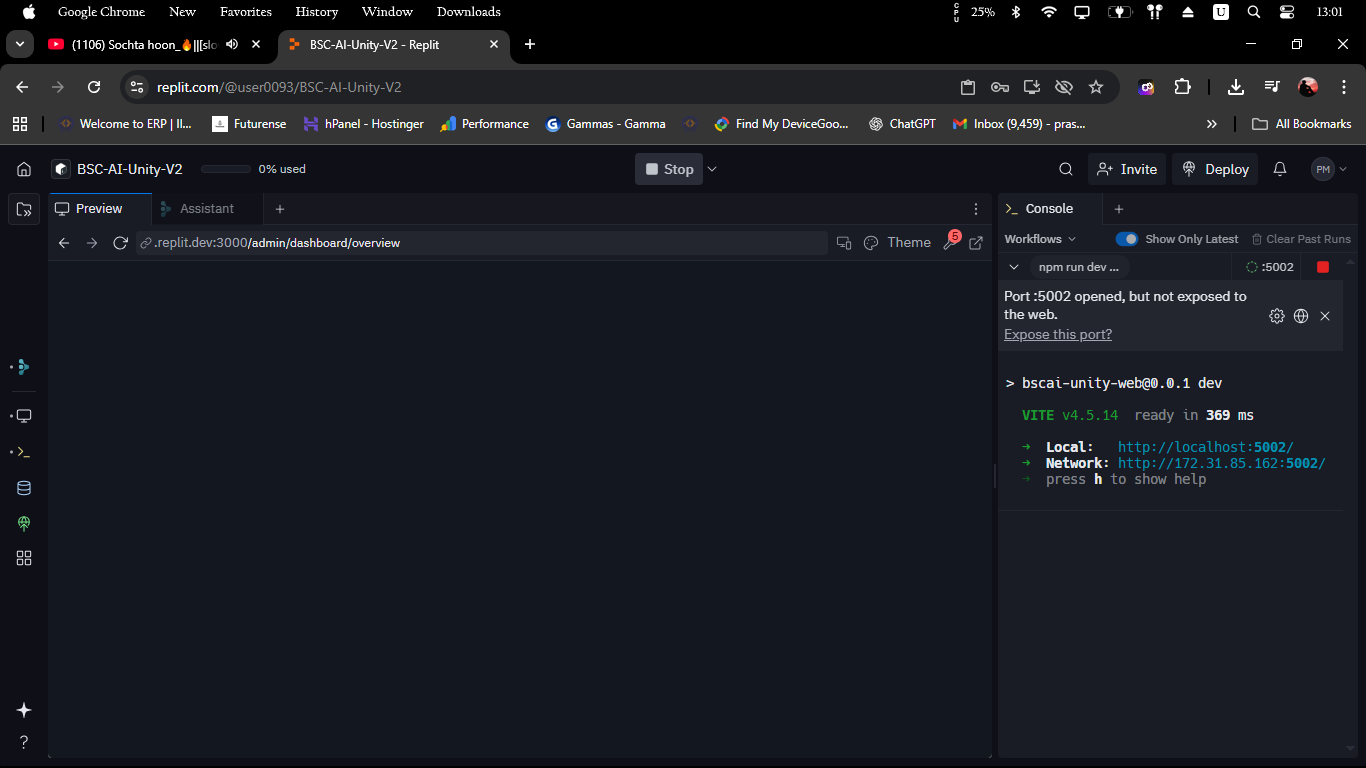 Google Chrome New Favorites History Window Downloads CPU 25% U 13:01
(1106) Sochta hoon_🔥||[slo BSC-AI-Unity-V2 - Replit
replit.com/@user0093/BSC-AI-Unity-V2
Welcome to ERP | Il... Futurense hPanel - Hostinger Performance Gammas - Gamma Find My DeviceGoo... ChatGPT Inbox (9,459) - pras... » All Bookmarks
BSC-AI-Unity-V2 0% used Stop Invite Deploy PM
Preview Assistant Console
.replit.dev:3000/admin/dashboard/overview Theme 5
Workflows Show Only Latest Clear Past Runs
npm run dev ... :5002
Port :5002 opened, but not exposed to
the web.
Expose this port?
> bscai-unity-web@0.0.1 dev
VITE v4.5.14 ready in 369 ms
➜ Local: http://localhost:5002/
➜ Network: http://172.31.85.162:5002/
➜ press h to show help
?